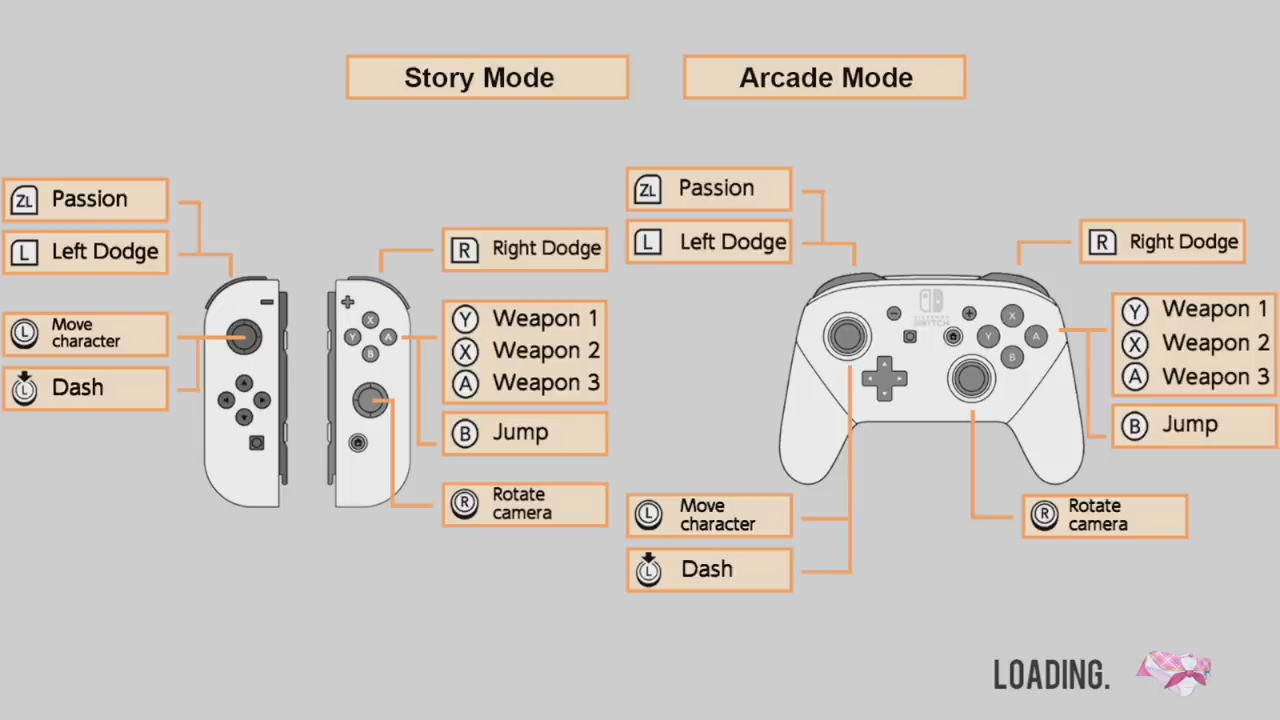 Story Mode
Arcade Mode
ZL Passion
L Left Dodge
L Move
character
L Dash
R Right Dodge
Y Weapon 1
X Weapon 2
A Weapon 3
B Jump
R Rotate
camera
X
Y A
B
ZL Passion
L Left Dodge
R Right Dodge
Y Weapon 1
X Weapon 2
A Weapon 3
B Jump
L Move
character
L Dash
R Rotate
camera
SWITCH
X
Y A
B
LOADING.